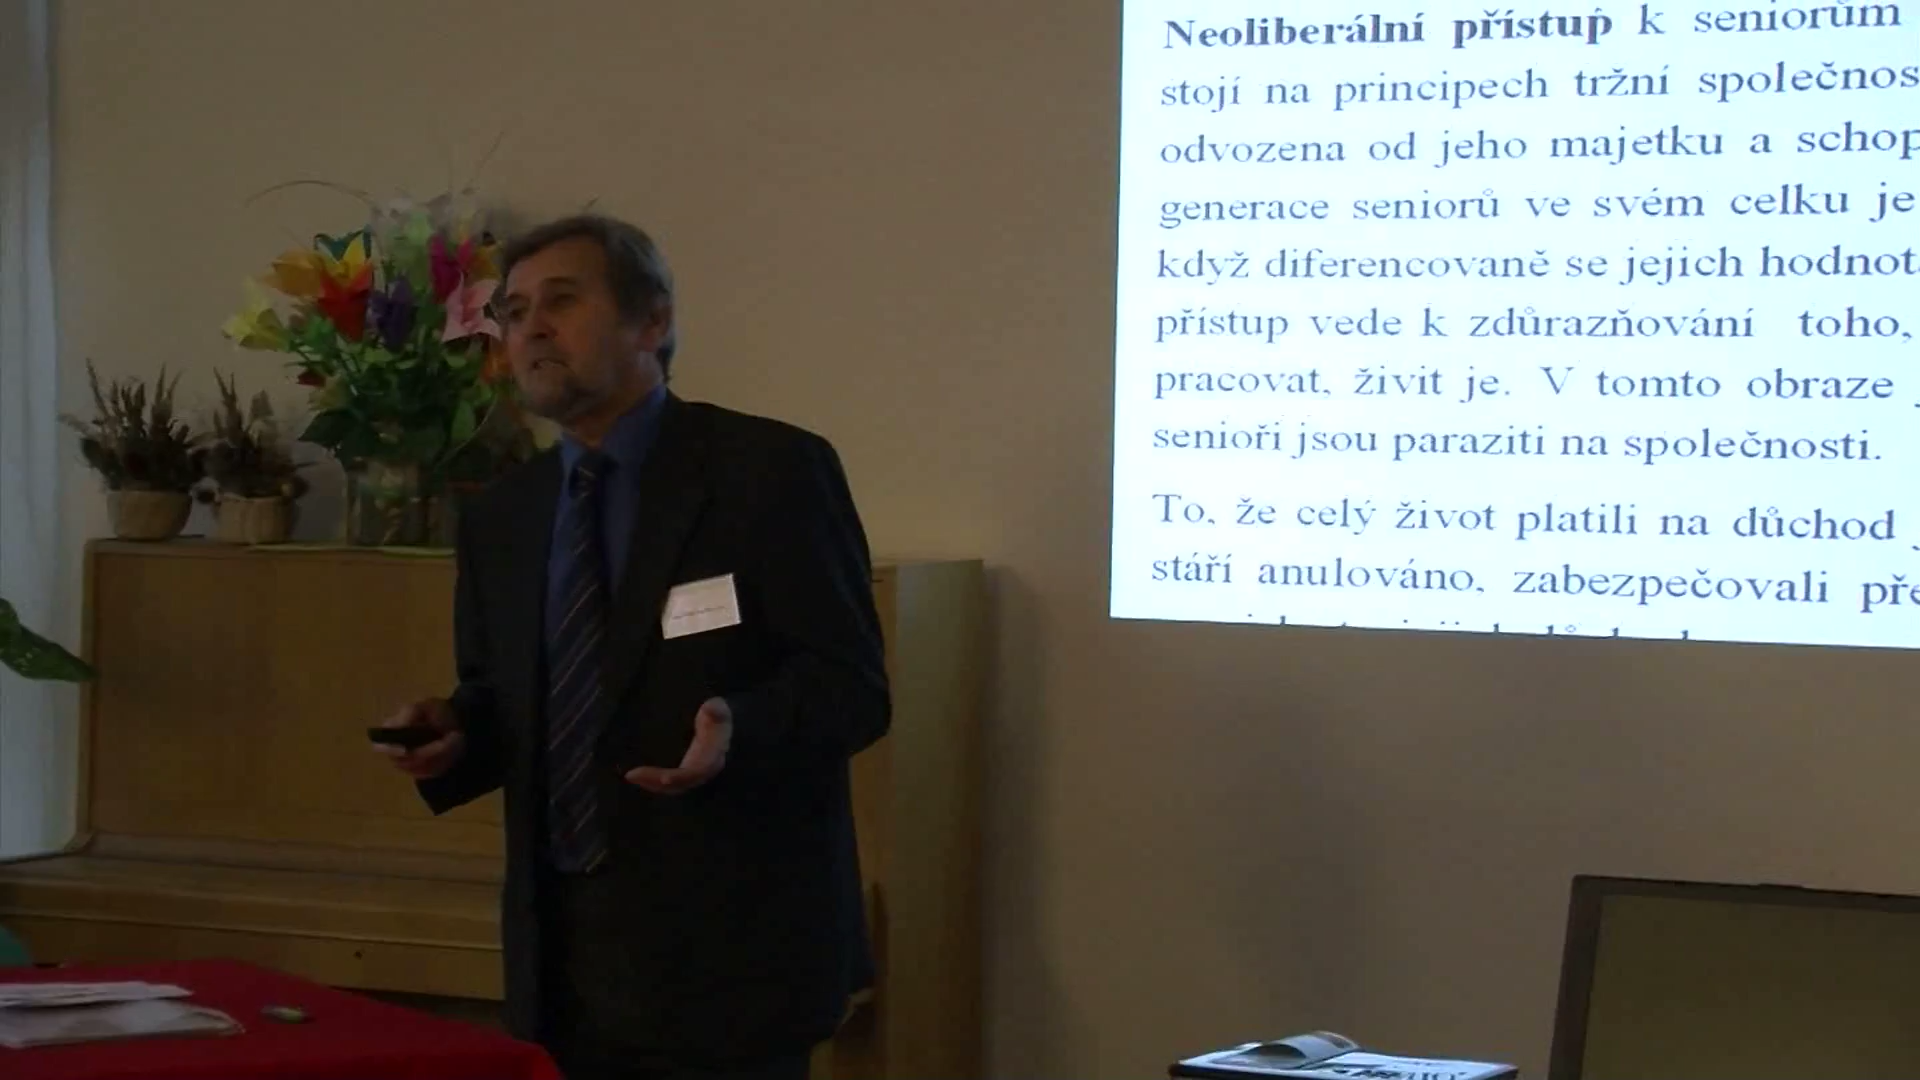 Neoliberální přístup k seniorům
stojí na principech tržní společnos
odvozena od jeho majetku a schop
generace seniorů ve svém celku je
když diferencovaně se jejich hodnot
přístup vede k zdůrazňování toho,
pracovat, živit je. V tomto obraze
senioři jsou paraziti na společnosti.
To, že celý život platili na důchod
stáří anulováno, zabezpečovali pře